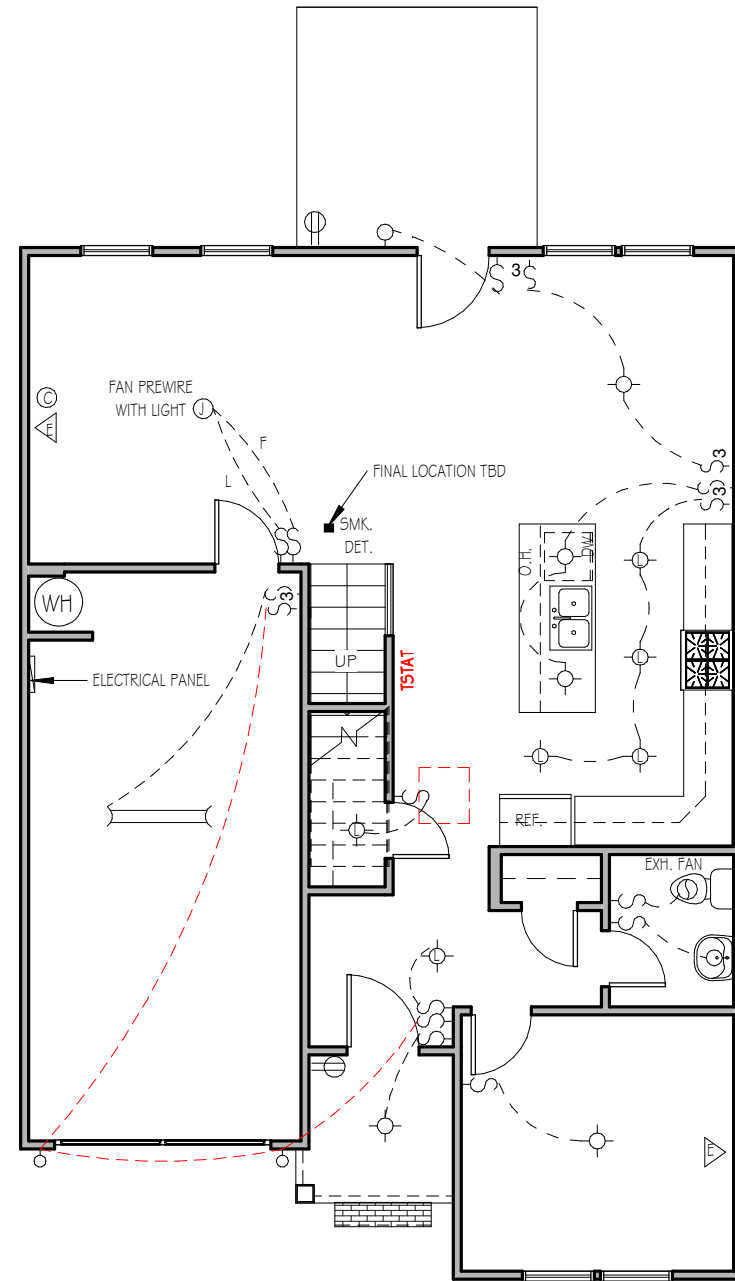 3
C
E
FAN PREWIRE
WITH LIGHT
J
F
L
3
3
FINAL LOCATION TBD
SMK.
DET.
O.H.
DW
L
WH
3
UP
TSTAT
ELECTRICAL PANEL
L
L
L
REF.
L
EXH. FAN
L
E